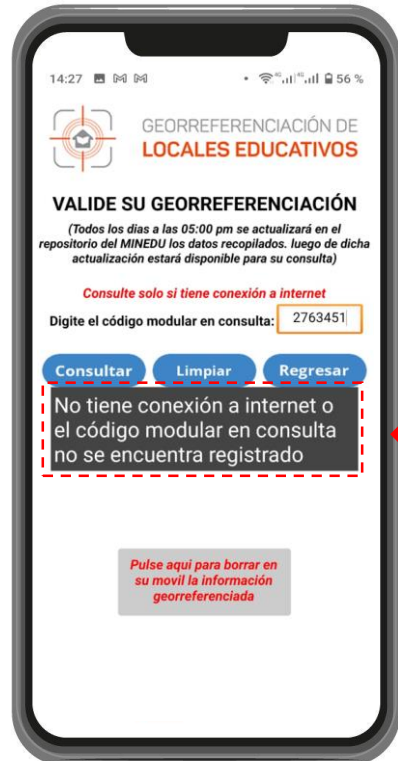 14:27 56 %
GEORREFERENCIACIÓN DE
LOCALES EDUCATIVOS
VALIDE SU GEORREFERENCIACIÓN
(Todos los dias a las 05:00 pm se actualizará en el
repositorio del MINEDU los datos recopilados. luego de dicha
actualización estará disponible para su consulta)
Consulte solo si tiene conexión a internet
Digite el código modular en consulta: 2763451
Consultar Limpiar Regresar
No tiene conexión a internet o
el código modular en consulta
no se encuentra registrado
Pulse aqui para borrar en
su movil la información
georreferenciada